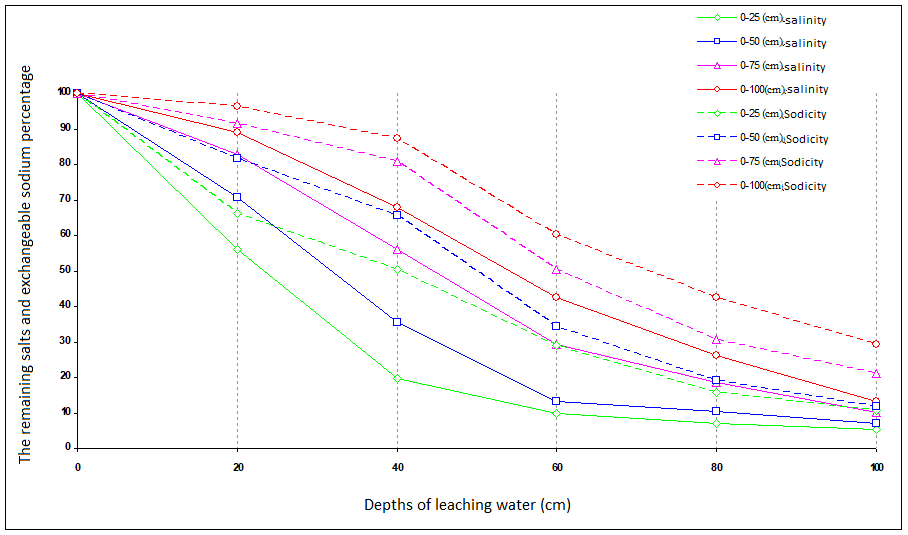 0-25 (cm).salinity
0-50 (cm).salinity
0-75 (cm).salinity
0-100(cm).salinity
0-25 (cm)¡Sodicity
0-50 (cm)¡Sodicity
0-75 (cm)¡Sodicity
0-100(cm)¡Sodicity
The remaining salts and exchangeable sodium percentage
100
90
80
70
60
50
40
30
20
10
0
0 20 40 60 80 100
Depths of leaching water (cm)